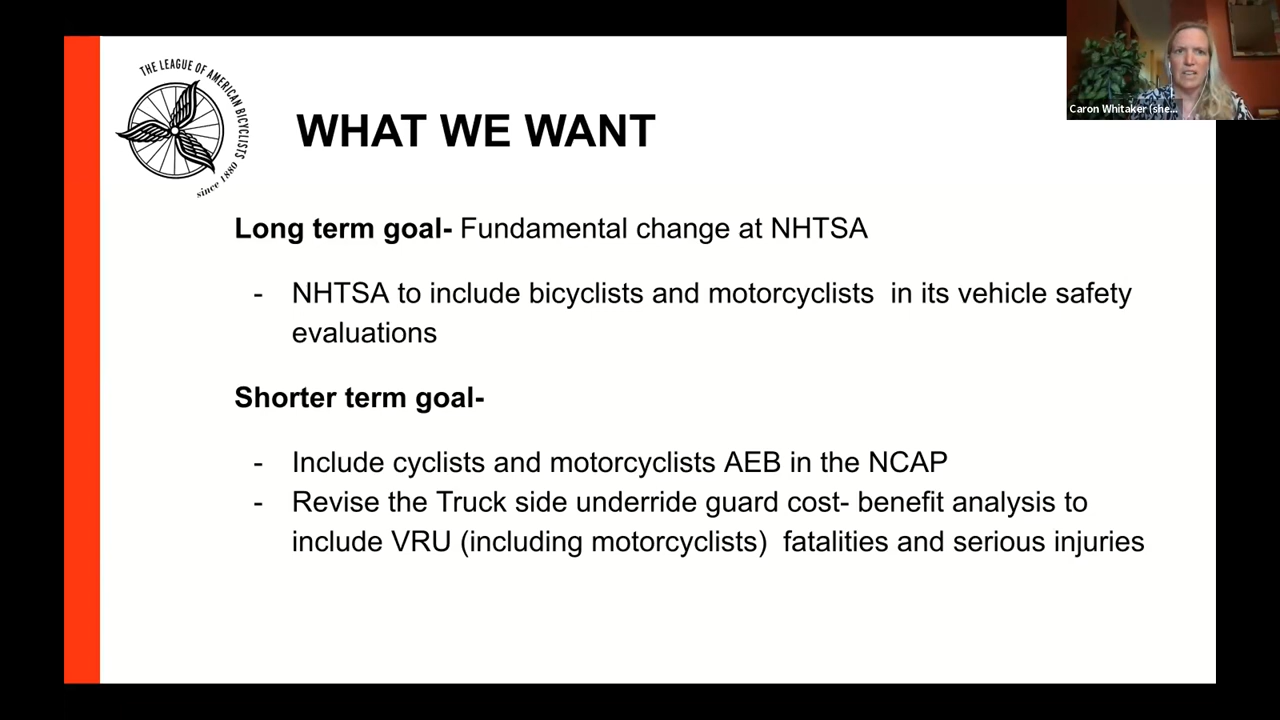 THE LEAGUE OF AMERICAN BICYCLISTS
since 1880
WHAT WE WANT
Caron Whitaker (she...
Long term goal- Fundamental change at NHTSA
- NHTSA to include bicyclists and motorcyclists  in its vehicle safety
evaluations
Shorter term goal-
- Include cyclists and motorcyclists AEB in the NCAP
- Revise the Truck side underride guard cost- benefit analysis to
include VRU (including motorcyclists)  fatalities and serious injuries